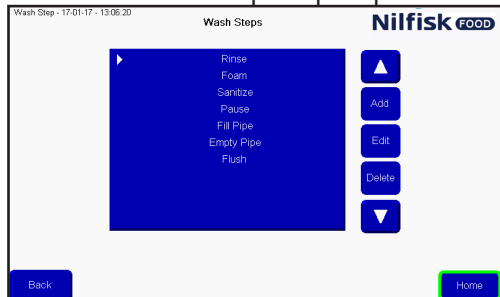 Wash Step - 17-01-17 - 13:06:20
Wash Steps
Nilfisk FOOD
Rinse
Foam
Sanitize
Pause
Fill Pipe
Empty Pipe
Flush
Add
Edit
Delete
Back
Home